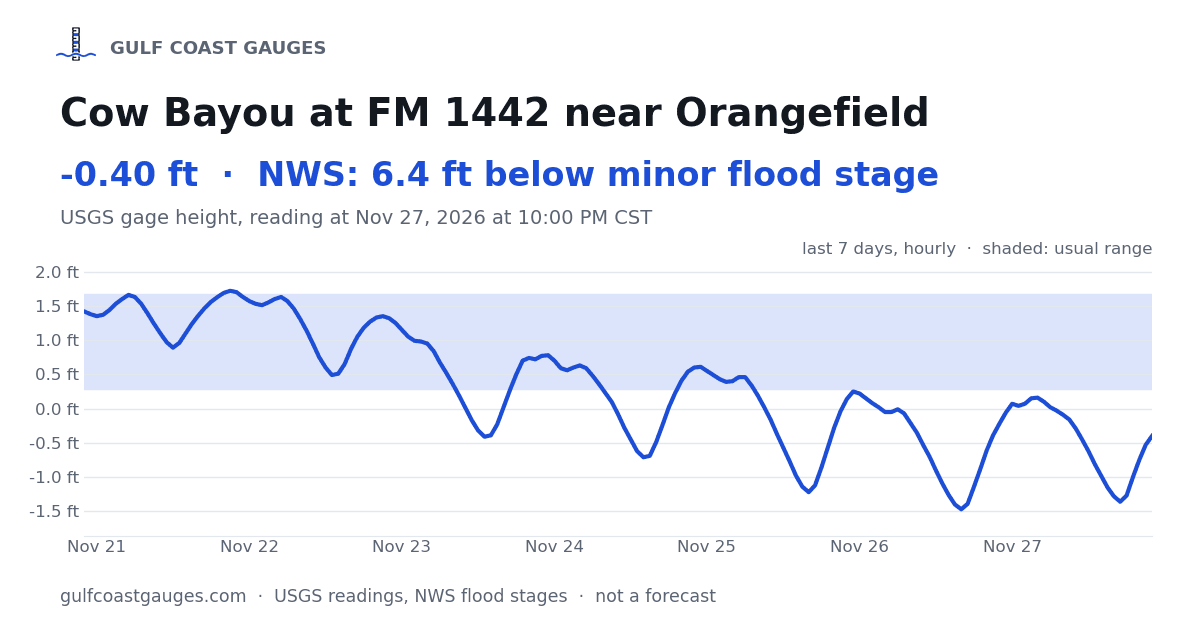 GULF COAST GAUGES
Cow Bayou at FM 1442 near Orangefield
-0.40 ft · NWS: 6.4 ft below minor flood stage
USGS gage height, reading at Nov 27, 2026 at 10:00 PM CST
last 7 days, hourly · shaded: usual range
2.0 ft
1.5 ft
1.0 ft
0.5 ft
0.0 ft
-0.5 ft
-1.0 ft
-1.5 ft
Nov 21 Nov 22 Nov 23 Nov 24 Nov 25 Nov 26 Nov 27
gulfcoastgauges.com · USGS readings, NWS flood stages · not a forecast